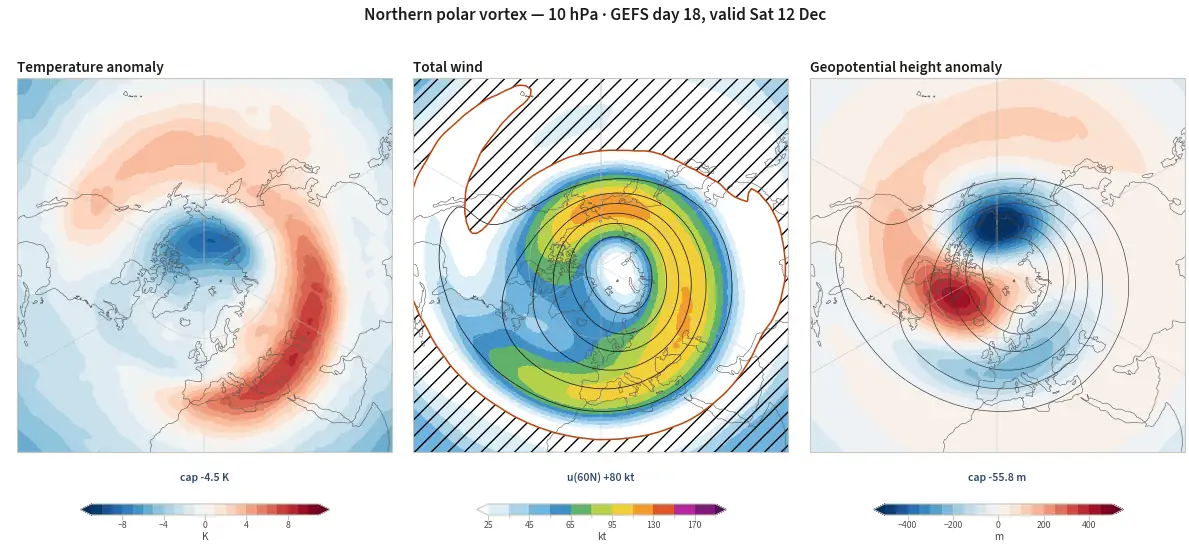 Northern polar vortex — 10 hPa · GEFS day 18, valid Sat 12 Dec
Temperature anomaly
Total wind
Geopotential height anomaly
cap -4.5 K
u(60N) +80 kt
cap -55.8 m
−8 −4 0 4 8
K
25 45 65 95 130 170
kt
−400 −200 0 200 400
m